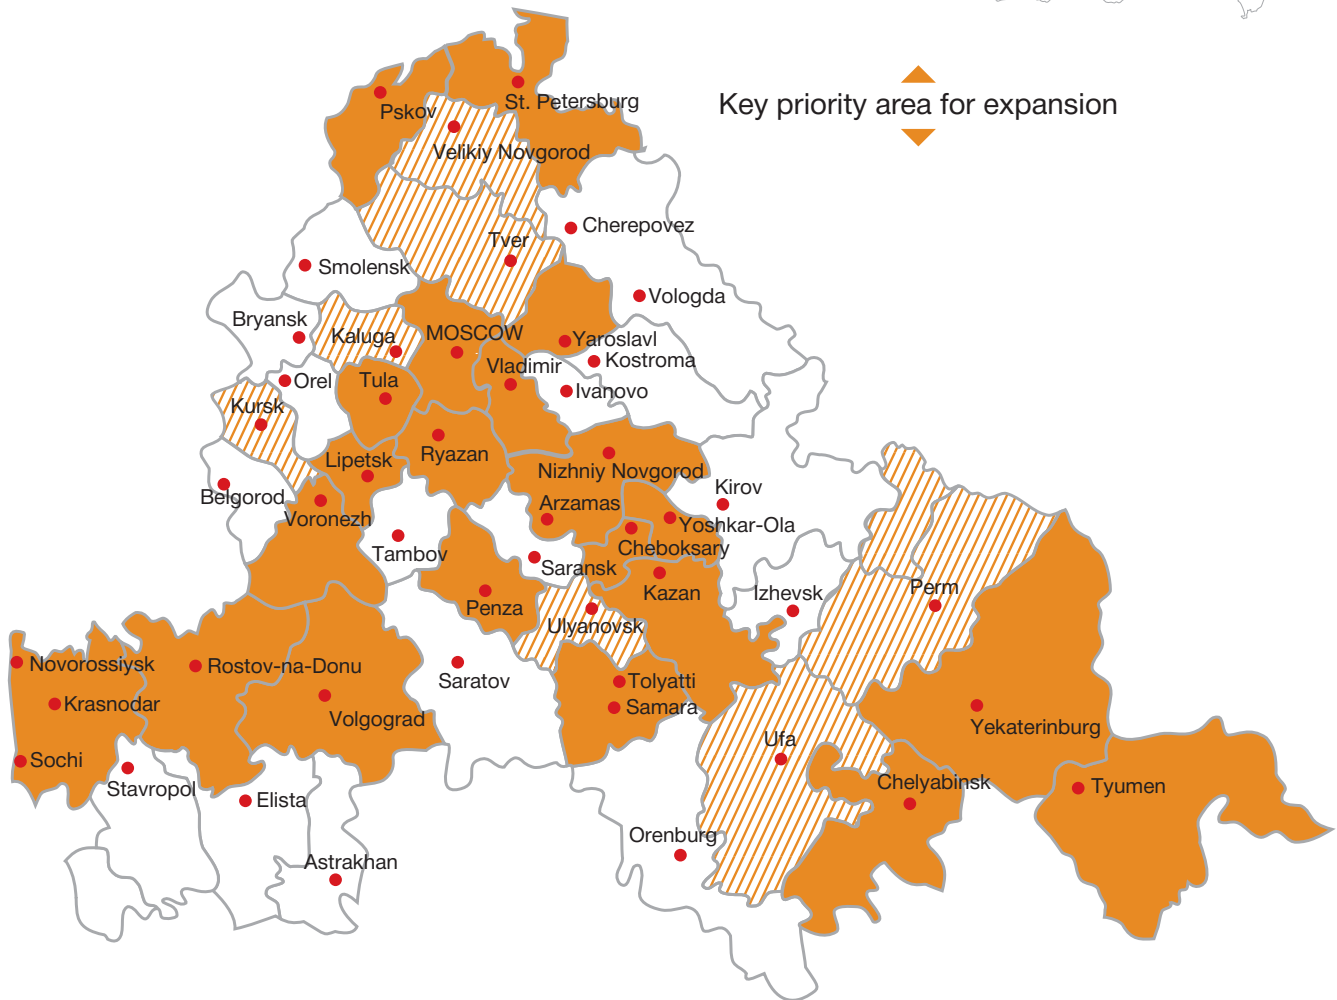 Key priority area for expansion
Pskov
St. Petersburg
Velikiy Novgorod
Cherepovez
Tver
Smolensk
Vologda
Bryansk
Kaluga
MOSCOW
Yaroslavl
Kostroma
Vladimir
Orel
Tula
Ivanovo
Kursk
Ryazan
Lipetsk
Nizhniy Novgorod
Belgorod
Kirov
Voronezh
Arzamas
Yoshkar-Ola
Cheboksary
Tambov
Saransk
Perm
Kazan
Izhevsk
Penza
Ulyanovsk
Novorossiysk
Rostov-na-Donu
Saratov
Tolyatti
Krasnodar
Samara
Volgograd
Yekaterinburg
Ufa
Sochi
Chelyabinsk
Tyumen
Stavropol
Elista
Orenburg
Astrakhan